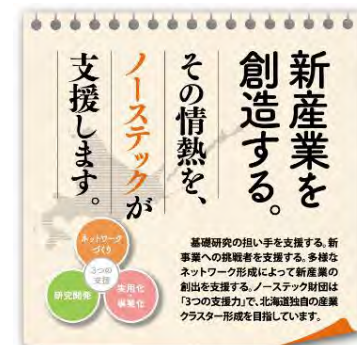 新産業を
創造する。
その情熱を、
ノーステックが
支援します。
ネットワーク
づくり
3つの
支援
研究開発
実用化
事業化
基礎研究の担い手を支援する。新
事業への挑戦者を支援する。多様な
ネットワーク形成によって新産業の
創出を支援する。ノーステック財団は
「3つの支援力」で、北海道独自の産業
クラスター形成を目指しています。